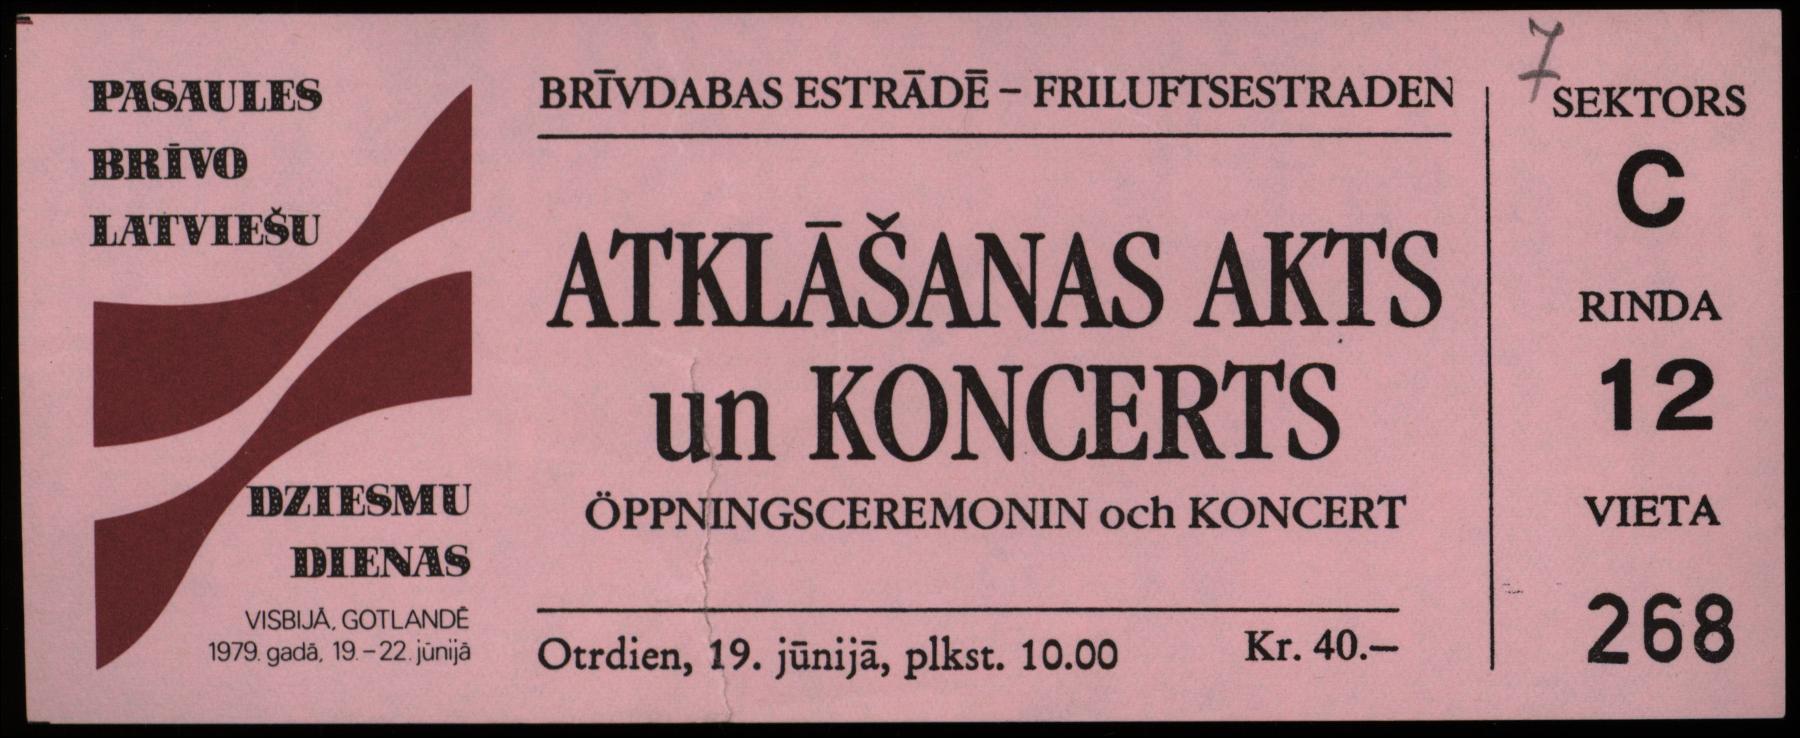 PASAULES
BRĪVO
LATVIEŠU
DZIESMU
DIENAS
VISBIJĀ, GOTLANDĒ
1979. gadā, 19.–22. jūnijā
BRĪVDABAS ESTRĀDĒ – FRILUFTSESTRADEN
ATKLĀŠANAS AKTS
un KONCERTS
ÖPPNINGSCEREMONIN och KONCERT
Otrdien, 19. jūnijā, plkst. 10.00
Kr. 40.—
7
SEKTORS
C
RINDA
12
VIETA
268